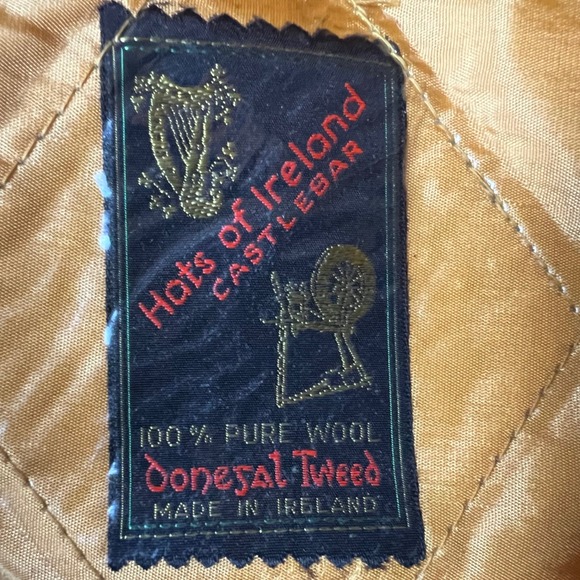 Hats of Ireland
CASTLEBAR
100% PURE WOOL
Donegal Tweed
MADE IN IRELAND